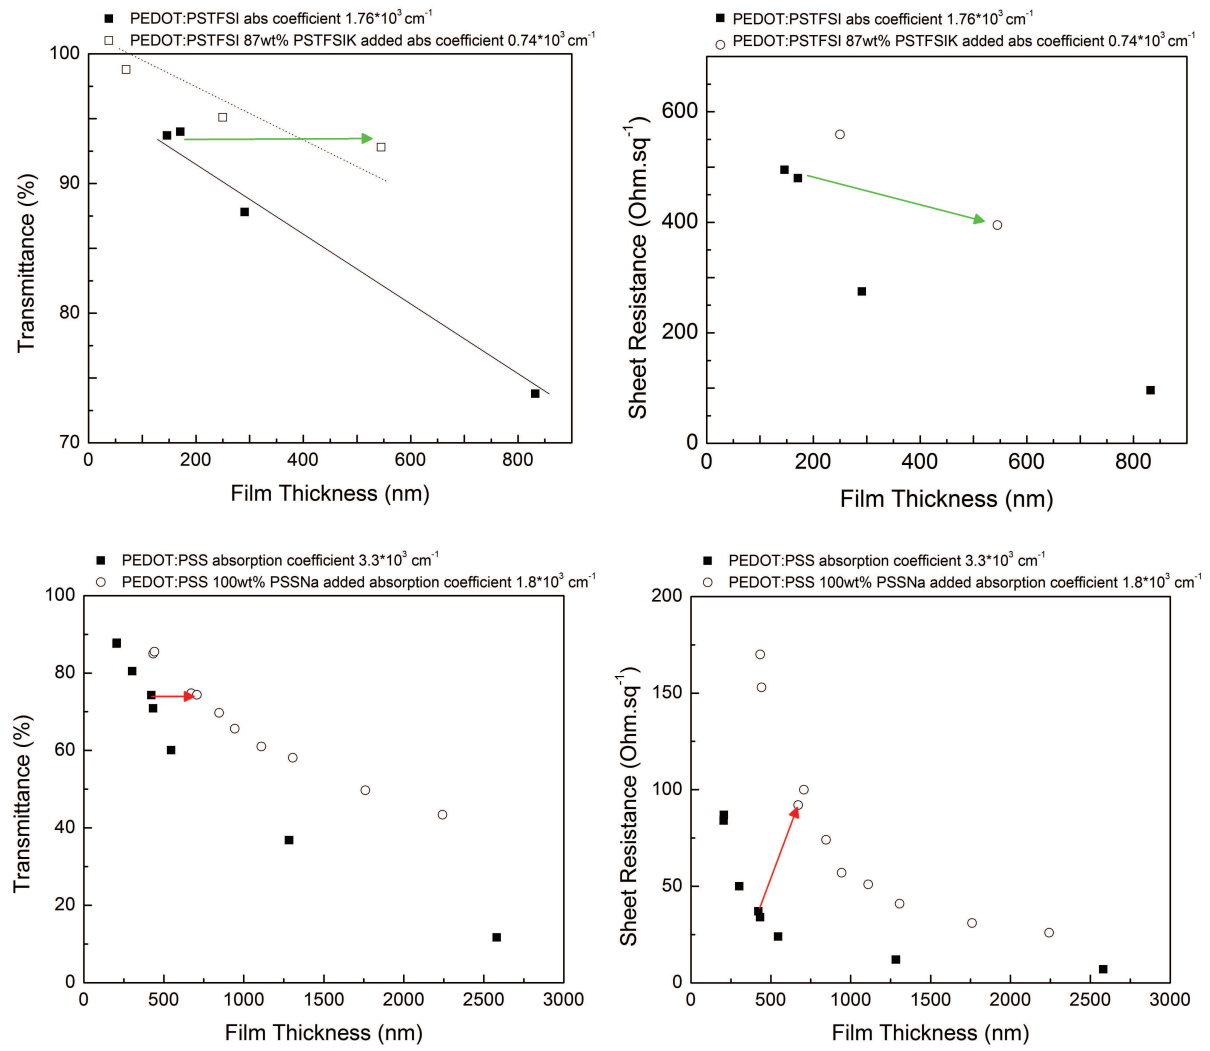 PEDOT:PSTFSI abs coefficient 1.76*10³ cm⁻¹
PEDOT:PSTFSI 87wt% PSTFSIK added abs coefficient 0.74*10³ cm⁻¹
100
90
80
70
Transmittance (%)
0 200 400 600 800
Film Thickness (nm)
PEDOT:PSTFSI abs coefficient 1.76*10³ cm⁻¹
PEDOT:PSTFSI 87wt% PSTFSIK added abs coefficient 0.74*10³ cm⁻¹
600
400
200
0
Sheet Resistance (Ohm.sq⁻¹)
0 200 400 600 800
Film Thickness (nm)
PEDOT:PSS absorption coefficient 3.3*10³ cm⁻¹
PEDOT:PSS 100wt% PSSNa added absorption coefficient 1.8*10³ cm⁻¹
100
80
60
40
20
0
Transmittance (%)
0 500 1000 1500 2000 2500 3000
Film Thickness (nm)
PEDOT:PSS absorption coefficient 3.3*10³ cm⁻¹
PEDOT:PSS 100wt% PSSNa added absorption coefficient 1.8*10³ cm⁻¹
200
150
100
50
0
Sheet Resistance (Ohm.sq⁻¹)
0 500 1000 1500 2000 2500 3000
Film Thickness (nm)